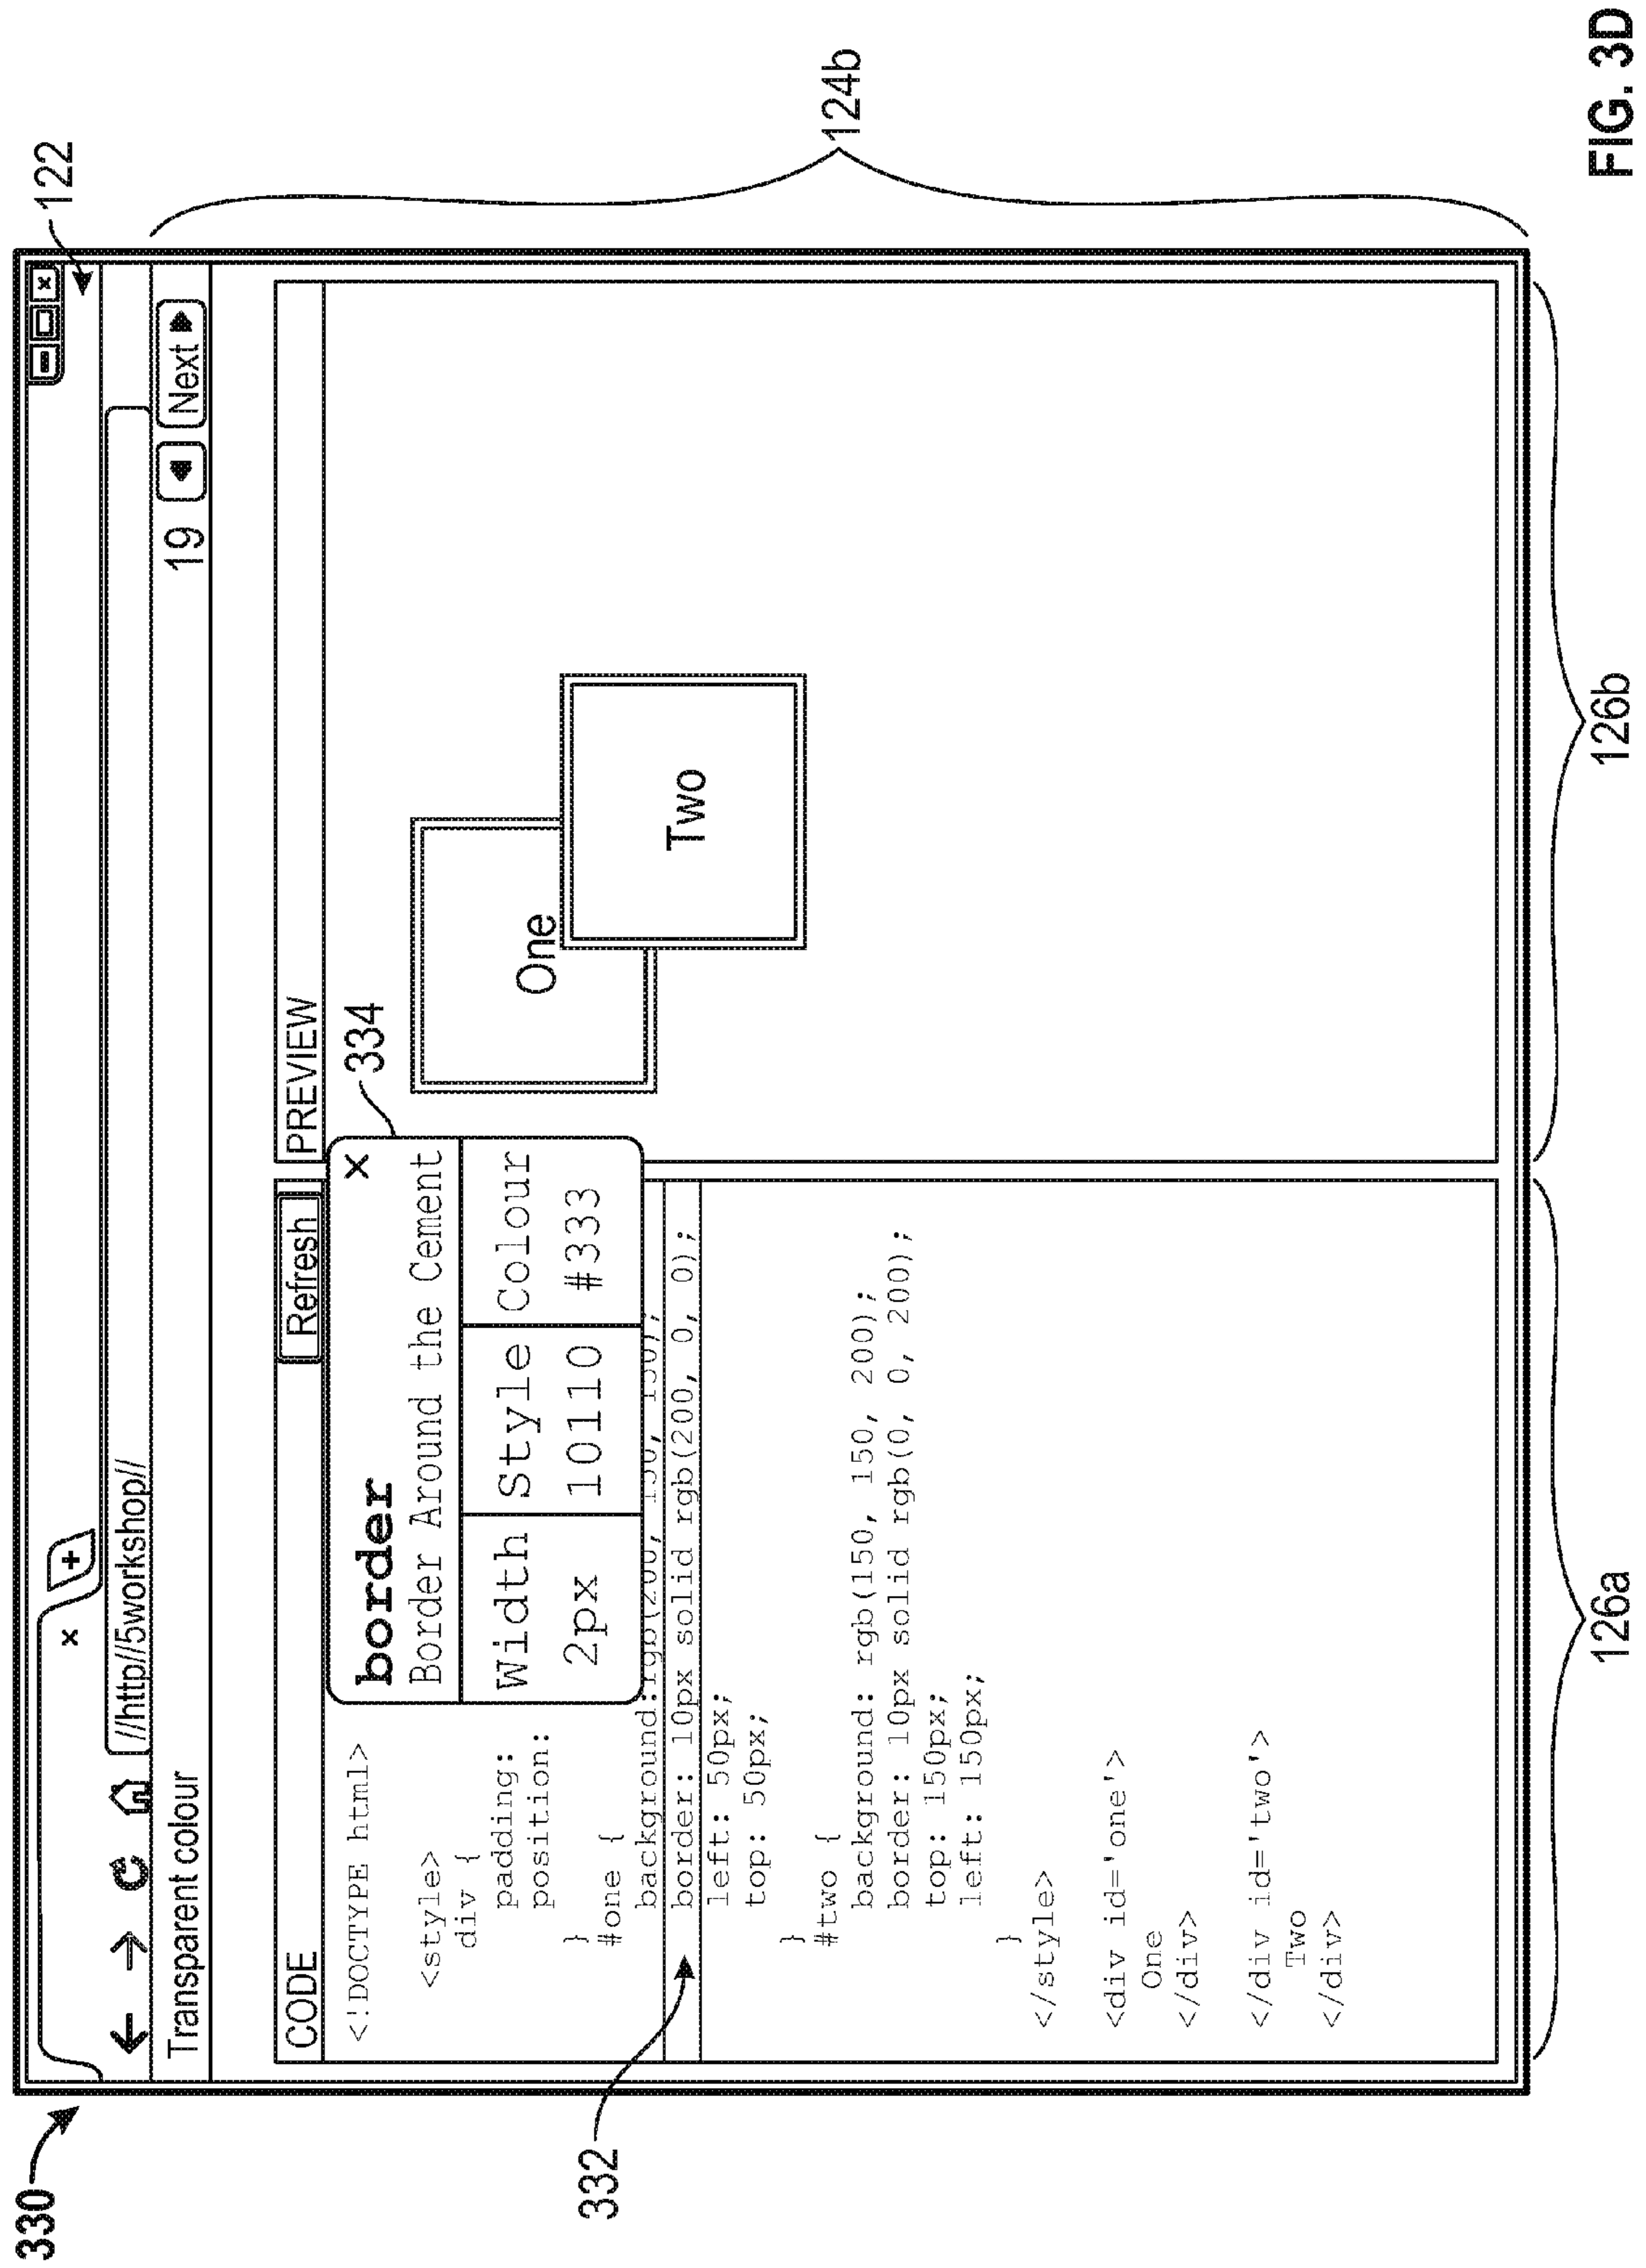 330
122
×
+
- □ ×
//http//5workshop//
Transparent colour
19
Next
124b
CODE
Refresh
PREVIEW
<!DOCTYPE html>
<style>
div {
padding:
position:
}
#one {
background:rgb(200, 150, 150);
border: 10px solid rgb(200, 0, 0);
left: 50px;
top: 50px;
}
#two {
background: rgb(150, 150, 200);
border: 10px solid rgb(0, 0, 200);
top: 150px;
left: 150px;
}
</style>
<div id='one'>
One
</div>
</div id='two'>
Two
</div>
border
×
Border Around the Cement
Width Style Colour
2px 10110 #333
334
332
One
Two
126a
126b
FIG. 3D